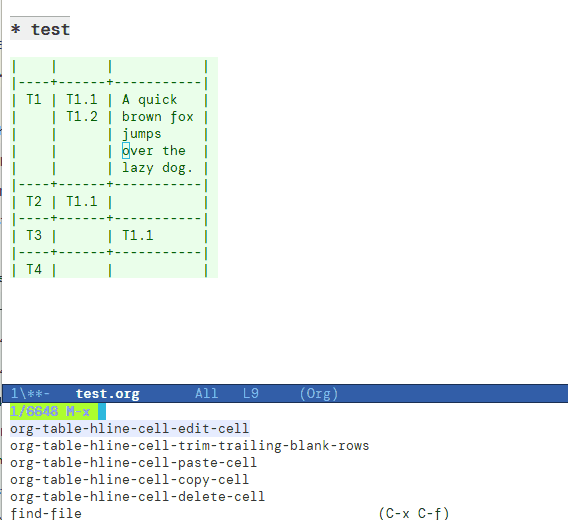 * test
|    |      |           |
|----+------+-----------|
| T1 | T1.1 | A quick   |
|    | T1.2 | brown fox |
|    |      | jumps     |
|    |      | over the  |
|    |      | lazy dog. |
|----+------+-----------|
| T2 | T1.1 |           |
|----+------+-----------|
| T3 |      | T1.1      |
|----+------+-----------|
| T4 |      |           |
1\**-   test.org       All   L9     (Org)
1/6648 M-x
org-table-hline-cell-edit-cell
org-table-hline-cell-trim-trailing-blank-rows
org-table-hline-cell-paste-cell
org-table-hline-cell-copy-cell
org-table-hline-cell-delete-cell
find-file                                     (C-x C-f)